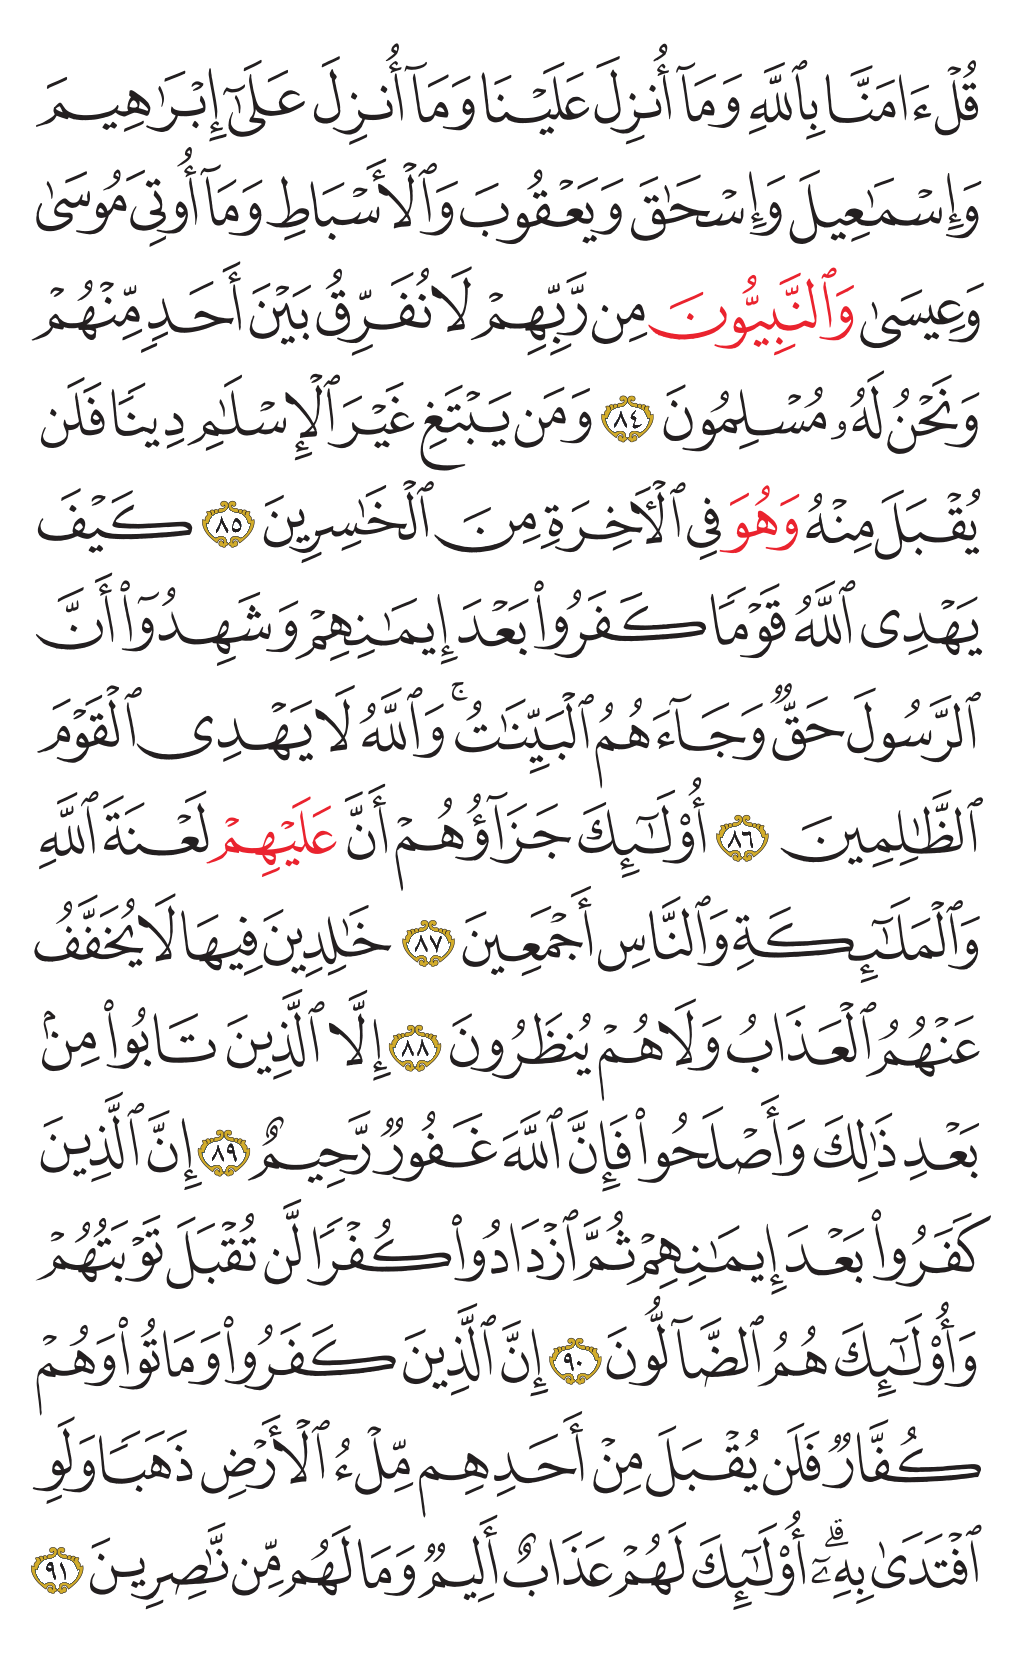 قُلۡ ءَامَنَّا بِٱللَّهِ وَمَآ أُنزِلَ عَلَيۡنَا وَمَآ أُنزِلَ عَلَىٰٓ إِبۡرَٰهِيمَ
وَإِسۡمَٰعِيلَ وَإِسۡحَٰقَ وَيَعۡقُوبَ وَٱلۡأَسۡبَاطِ وَمَآ أُوتِيَ مُوسَىٰ
وَعِيسَىٰ وَٱلنَّبِيُّونَ مِن رَّبِّهِمۡ لَا نُفَرِّقُ بَيۡنَ أَحَدٖ مِّنۡهُمۡ
وَنَحۡنُ لَهُۥ مُسۡلِمُونَ ٨٤ وَمَن يَبۡتَغِ غَيۡرَ ٱلۡإِسۡلَٰمِ دِينٗا فَلَن
يُقۡبَلَ مِنۡهُ وَهُوَ فِي ٱلۡأٓخِرَةِ مِنَ ٱلۡخَٰسِرِينَ ٨٥ كَيۡفَ
يَهۡدِي ٱللَّهُ قَوۡمٗا كَفَرُواْ بَعۡدَ إِيمَٰنِهِمۡ وَشَهِدُوٓاْ أَنَّ
ٱلرَّسُولَ حَقّٞ وَجَآءَهُمُ ٱلۡبَيِّنَٰتُۚ وَٱللَّهُ لَا يَهۡدِي ٱلۡقَوۡمَ
ٱلظَّٰلِمِينَ ٨٦ أُوْلَٰٓئِكَ جَزَآؤُهُمۡ أَنَّ عَلَيۡهِمۡ لَعۡنَةَ ٱللَّهِ
وَٱلۡمَلَٰٓئِكَةِ وَٱلنَّاسِ أَجۡمَعِينَ ٨٧ خَٰلِدِينَ فِيهَا لَا يُخَفَّفُ
عَنۡهُمُ ٱلۡعَذَابُ وَلَا هُمۡ يُنظَرُونَ ٨٨ إِلَّا ٱلَّذِينَ تَابُواْ مِنۢ
بَعۡدِ ذَٰلِكَ وَأَصۡلَحُواْ فَإِنَّ ٱللَّهَ غَفُورٞ رَّحِيمٌ ٨٩ إِنَّ ٱلَّذِينَ
كَفَرُواْ بَعۡدَ إِيمَٰنِهِمۡ ثُمَّ ٱزۡدَادُواْ كُفۡرٗا لَّن تُقۡبَلَ تَوۡبَتُهُمۡ
وَأُوْلَٰٓئِكَ هُمُ ٱلضَّآلُّونَ ٩٠ إِنَّ ٱلَّذِينَ كَفَرُواْ وَمَاتُواْ وَهُمۡ
كُفَّارٞ فَلَن يُقۡبَلَ مِنۡ أَحَدِهِم مِّلۡءُ ٱلۡأَرۡضِ ذَهَبٗا وَلَوِ
ٱفۡتَدَىٰ بِهِۦٓۗ أُوْلَٰٓئِكَ لَهُمۡ عَذَابٌ أَلِيمٞ وَمَا لَهُم مِّن نَّٰصِرِينَ ٩١